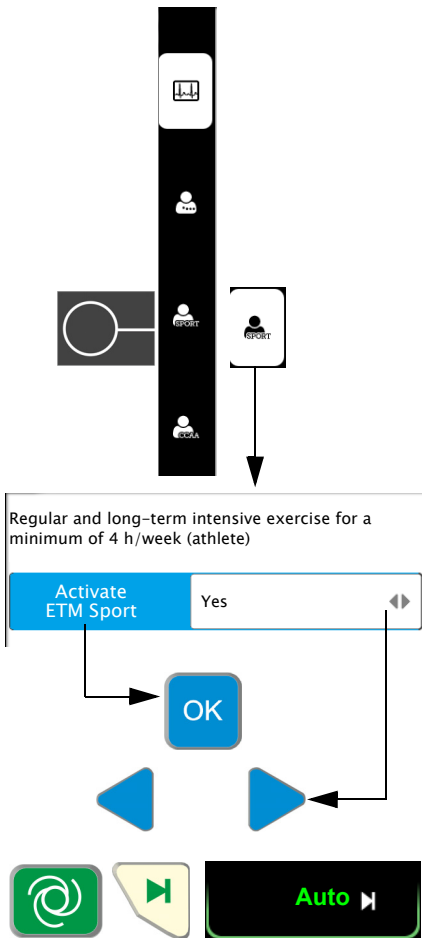 SPORT
SPORT
CCAA
Regular and long-term intensive exercise for a
minimum of 4 h/week (athlete)
Activate
ETM Sport
Yes
OK
Auto